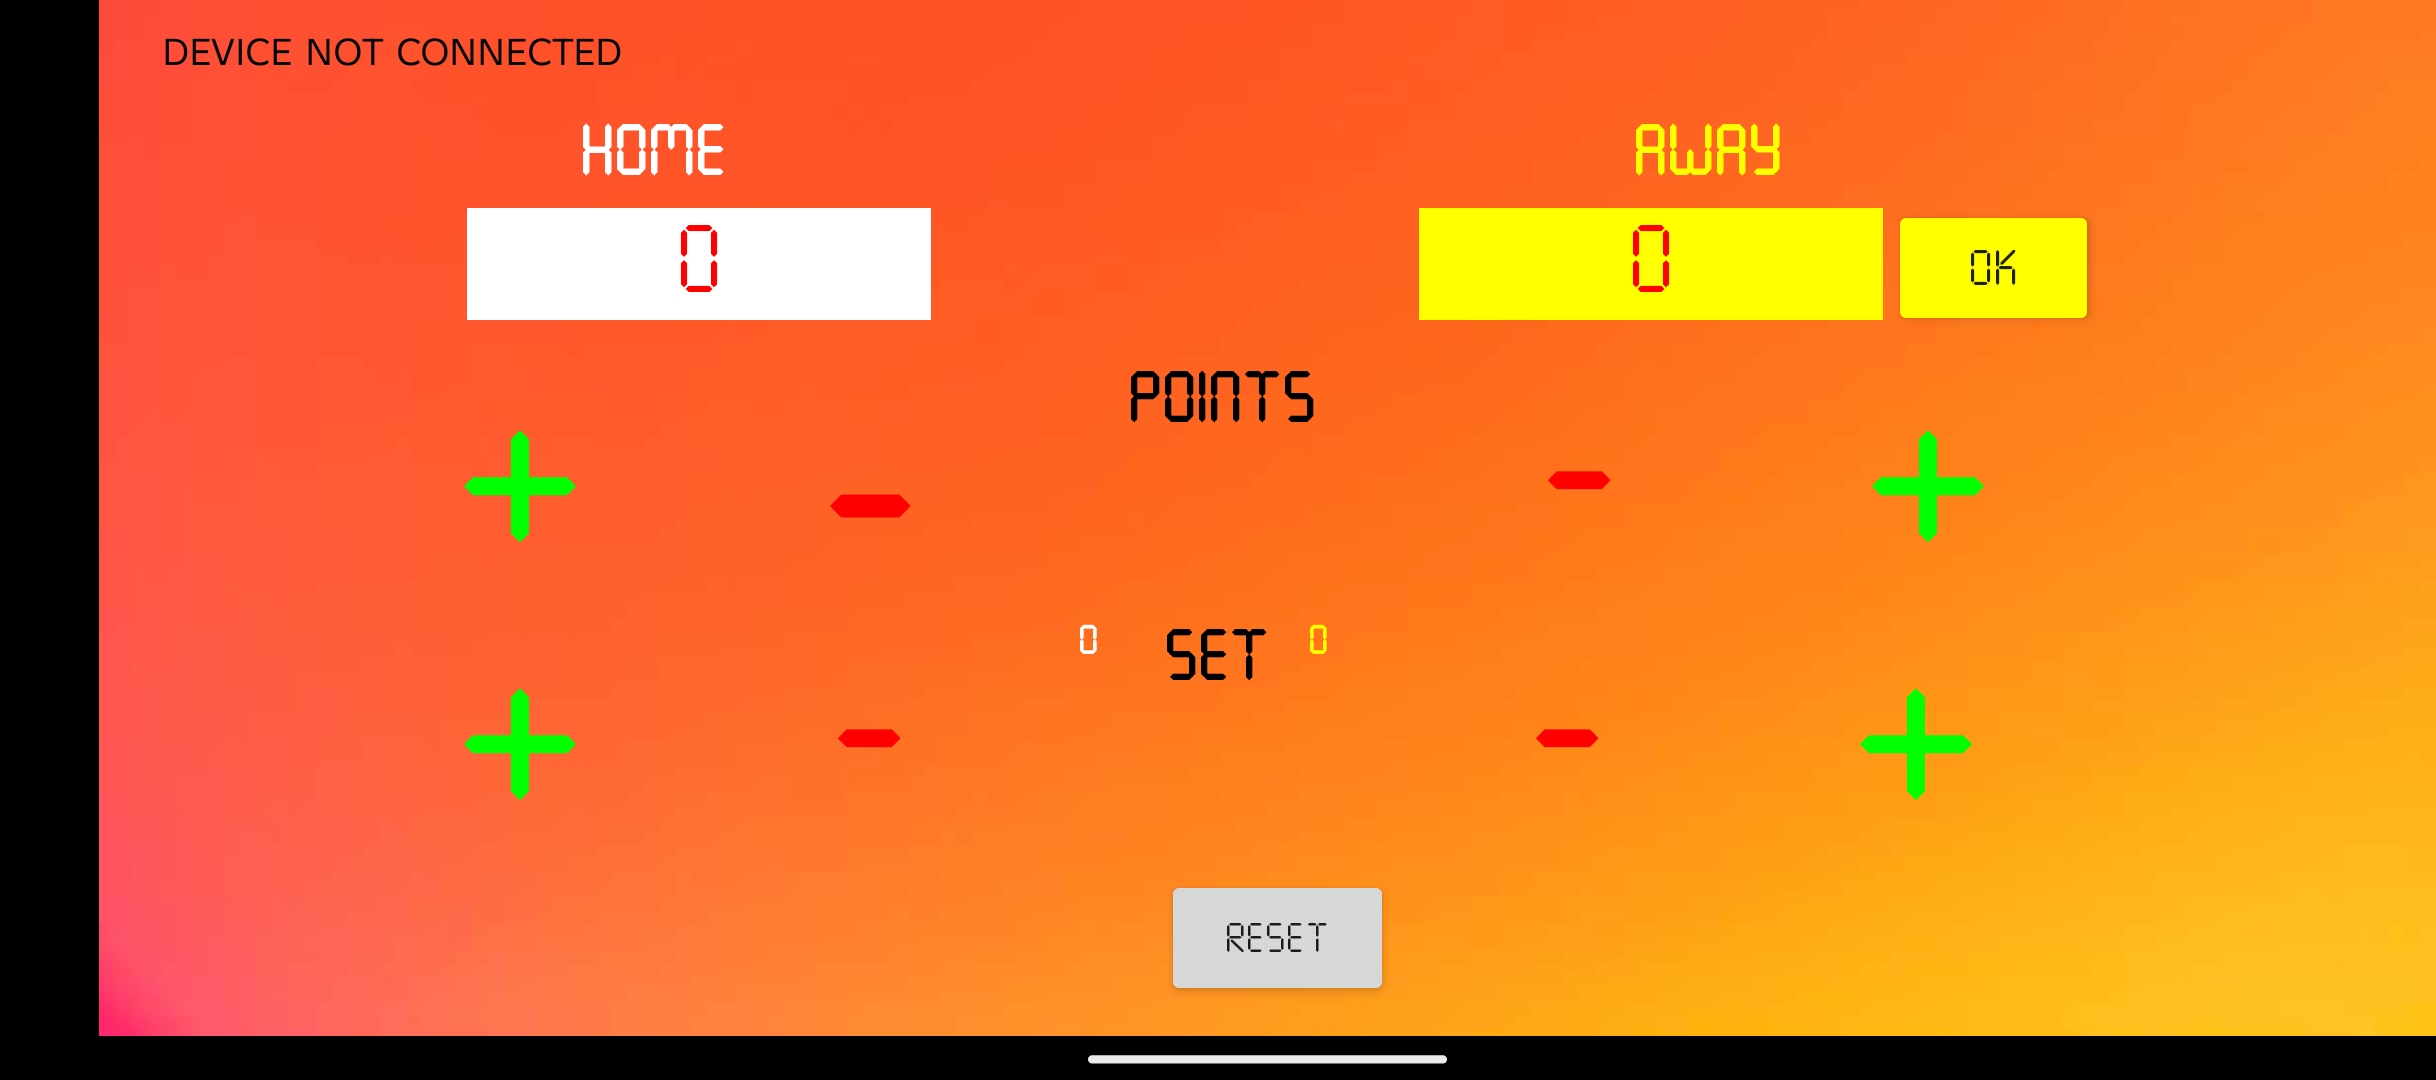 DEVICE NOT CONNECTED
HOME AWAY
0 0 OK
POINTS
+ - - +
0 SET 0
+ - - +
RESET